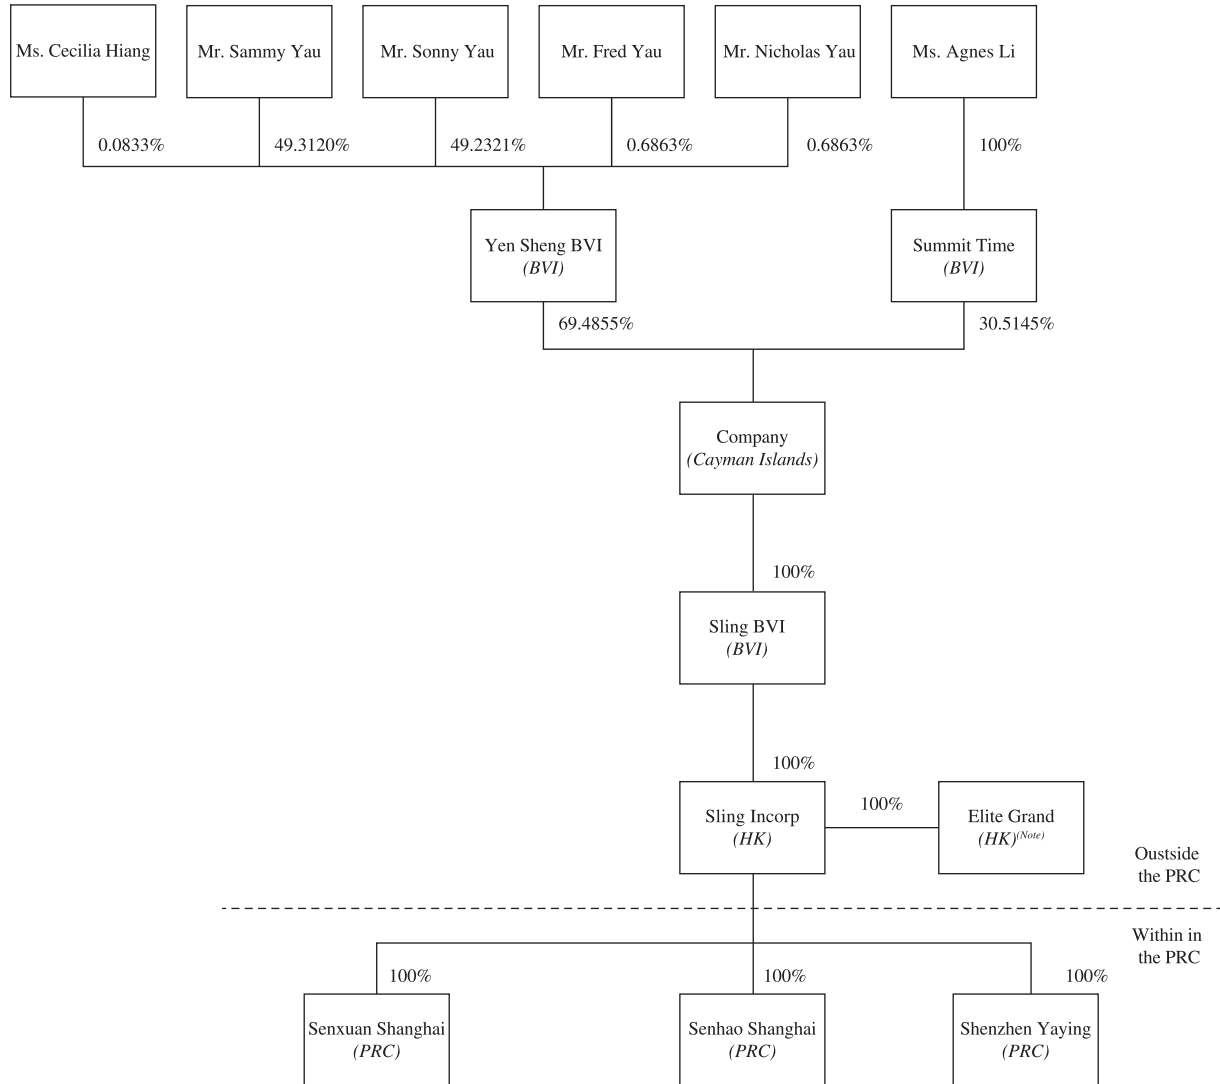 Ms. Cecilia Hiang
Mr. Sammy Yau
Mr. Sonny Yau
Mr. Fred Yau
Mr. Nicholas Yau
Ms. Agnes Li
0.0833%
49.3120%
49.2321%
0.6863%
0.6863%
100%
Yen Sheng BVI
(BVI)
Summit Time
(BVI)
69.4855%
30.5145%
Company
(Cayman Islands)
100%
Sling BVI
(BVI)
100%
Sling Incorp
(HK)
100%
Elite Grand
(HK)(Note)
Oustside
the PRC
Within in
the PRC
100%
100%
100%
Senxuan Shanghai
(PRC)
Senhao Shanghai
(PRC)
Shenzhen Yaying
(PRC)